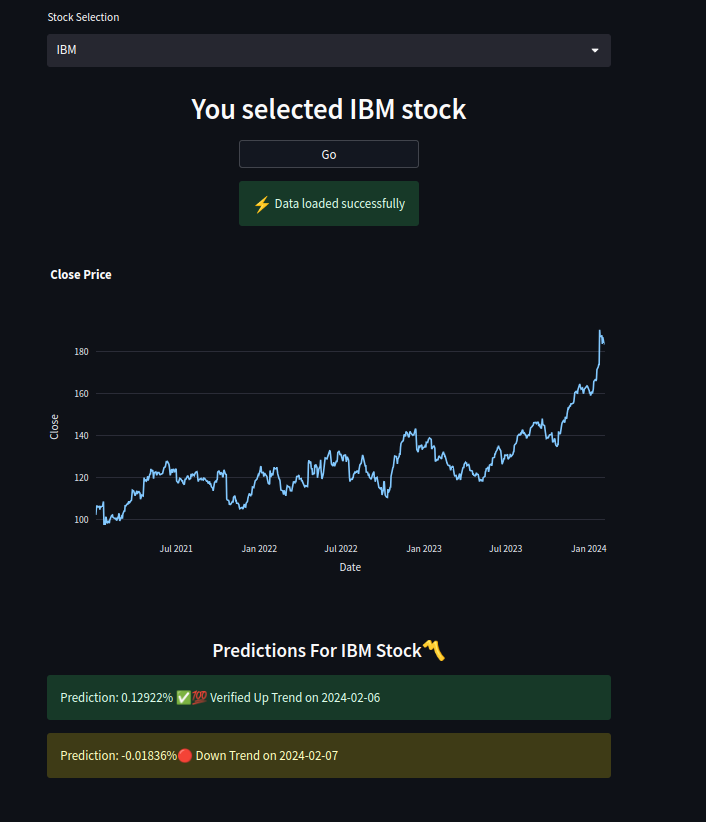 Stock Selection
IBM
You selected IBM stock
Go
⚡ Data loaded successfully
Close Price
180
160
140
120
100
Close
Jul 2021 Jan 2022 Jul 2022 Jan 2023 Jul 2023 Jan 2024
Date
Predictions For IBM Stock〽️
Prediction: 0.12922% ✅💯 Verified Up Trend on 2024-02-06
Prediction: -0.01836%🔴 Down Trend on 2024-02-07